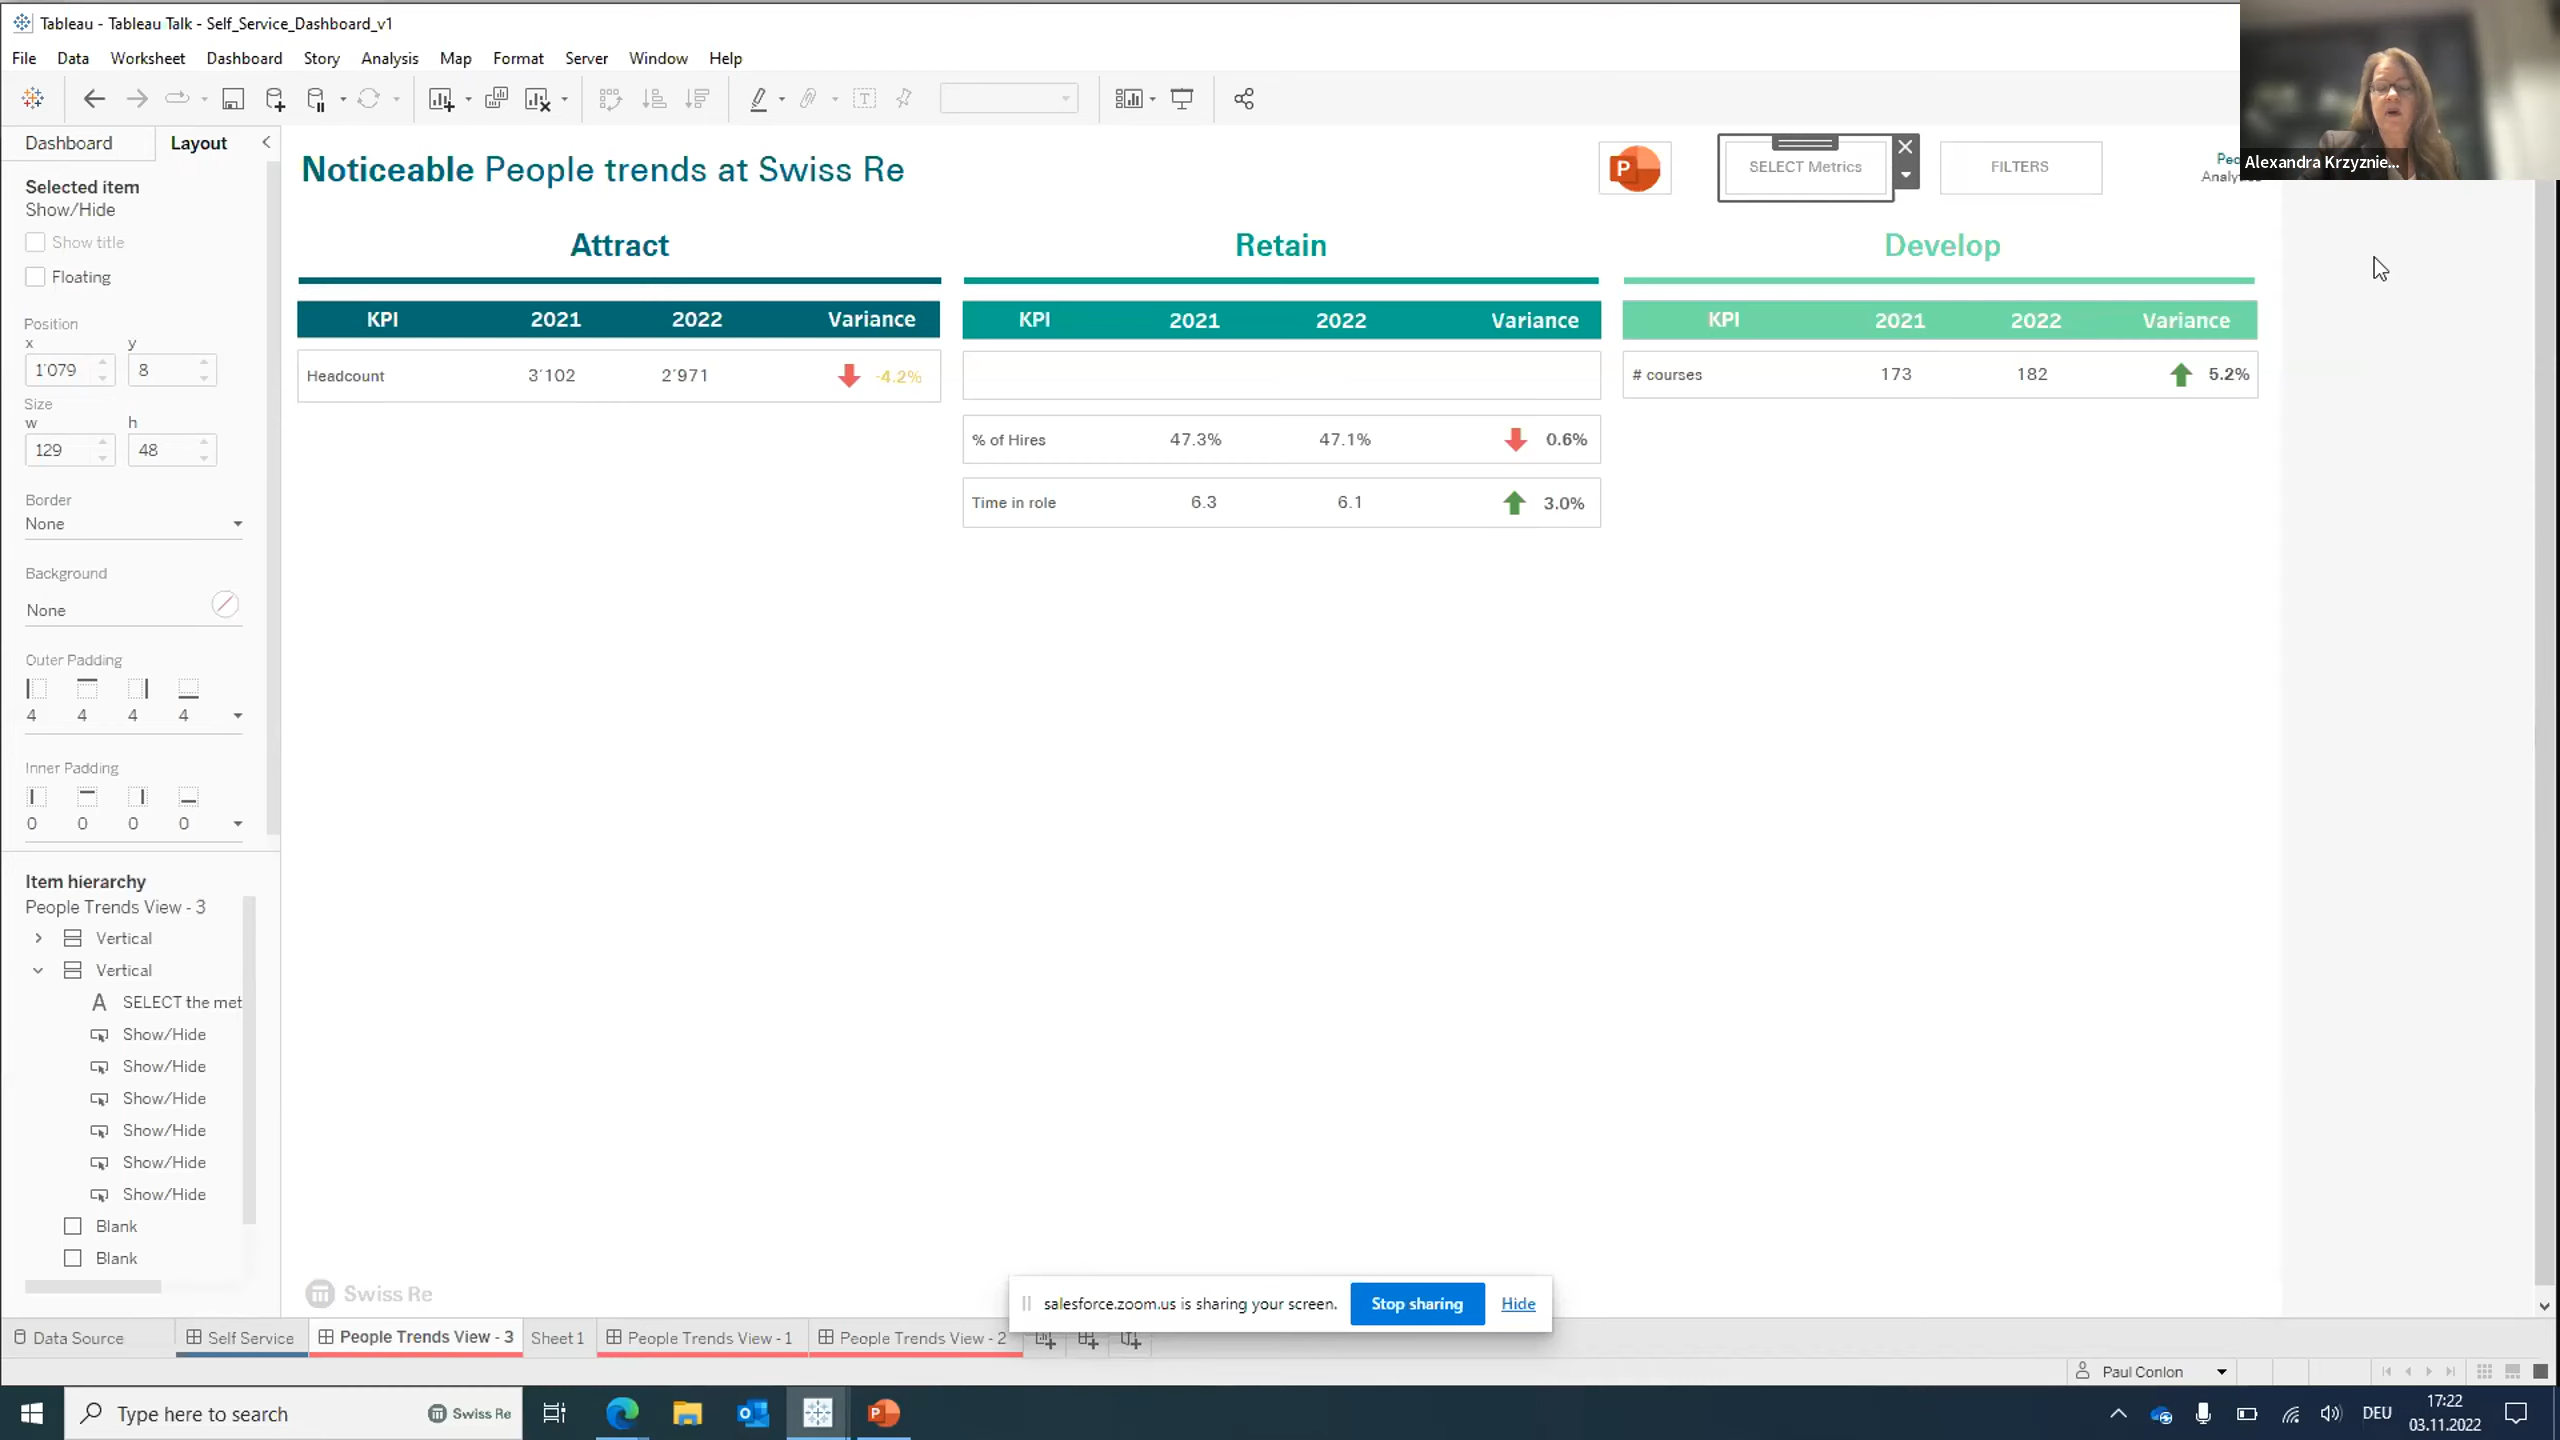 Tableau - Tableau Talk - Self_Service_Dashboard_v1
File Data Worksheet Dashboard Story Analysis Map Format Server Window Help
Dashboard Layout
Selected item
Show/Hide
Show title
Floating
Position
x y
1'079 8
Size
w h
129 48
Border
None
Background
None
Outer Padding
4 4 4 4
Inner Padding
0 0 0 0
Item hierarchy
People Trends View - 3
Vertical
Vertical
SELECT the met
Show/Hide
Show/Hide
Show/Hide
Show/Hide
Show/Hide
Show/Hide
Blank
Blank
Noticeable People trends at Swiss Re
P
SELECT Metrics
FILTERS
Alexandra Krzyznie...
Attract
KPI 2021 2022 Variance
Headcount 3'102 2'971 -4.2%
Retain
KPI 2021 2022 Variance
% of Hires 47.3% 47.1% 0.6%
Time in role 6.3 6.1 3.0%
Develop
KPI 2021 2022 Variance
# courses 173 182 5.2%
Swiss Re
salesforce.zoom.us is sharing your screen. Stop sharing Hide
Data Source Self Service People Trends View - 3 Sheet 1 People Trends View - 1 People Trends View - 2
Paul Conlon
Type here to search Swiss Re
DEU
17:22
03.11.2022